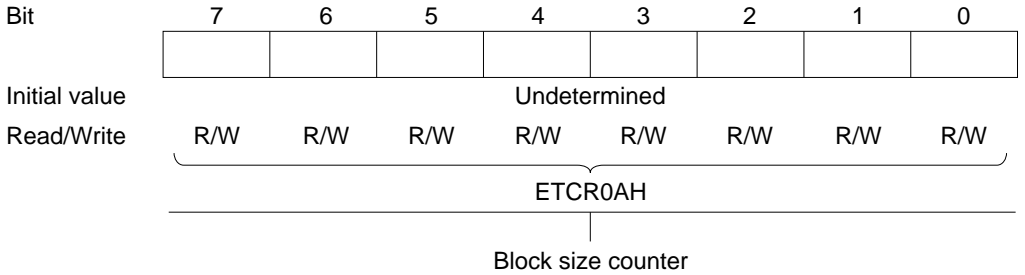 Bit 7 6 5 4 3 2 1 0
Initial value Undetermined
Read/Write R/W R/W R/W R/W R/W R/W R/W R/W
ETCR0AH
Block size counter